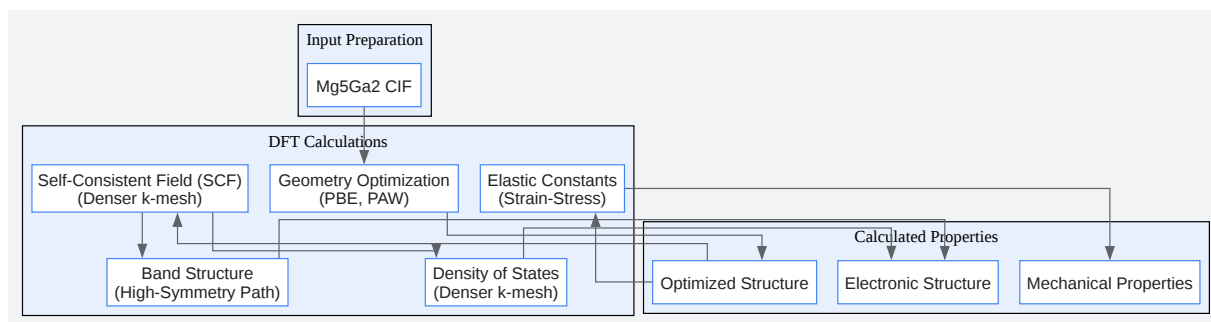 Input Preparation
Mg5Ga2 CIF
DFT Calculations
Self-Consistent Field (SCF)
(Denser k-mesh)
Geometry Optimization
(PBE, PAW)
Elastic Constants
(Strain-Stress)
Calculated Properties
Band Structure
(High-Symmetry Path)
Density of States
(Denser k-mesh)
Optimized Structure
Electronic Structure
Mechanical Properties